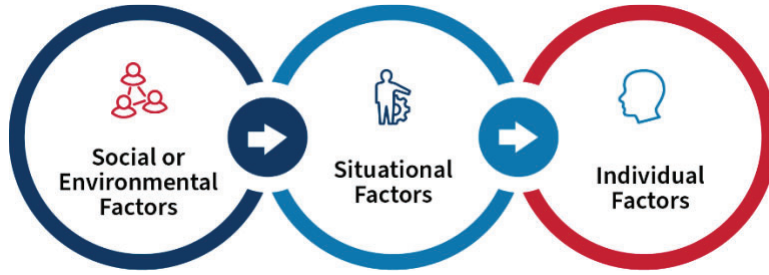 Social or
Environmental
Factors
Situational
Factors
Individual
Factors